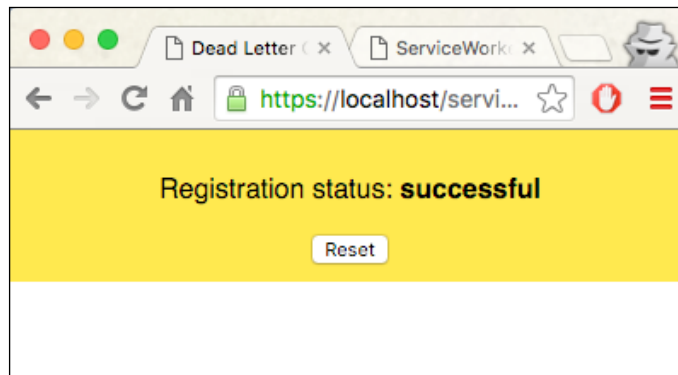 Dead Letter ServiceWork
https://localhost/servi...
Registration status: successful
Reset